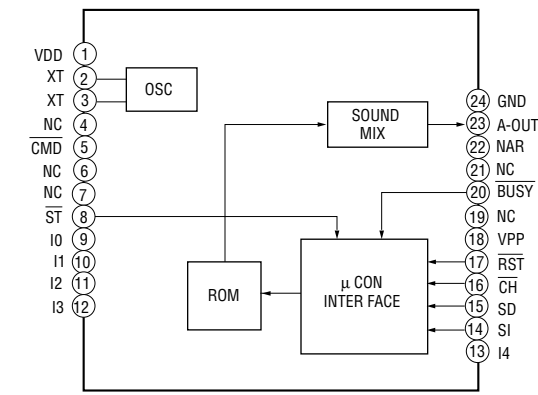 VDD 1
XT 2
XT 3
NC 4
CMD 5
NC 6
NC 7
ST 8
I0 9
I1 10
I2 11
I3 12
OSC
SOUND
MIX
ROM
μ CON
INTER FACE
24 GND
23 A-OUT
22 NAR
21 NC
20 BUSY
19 NC
18 VPP
17 RST
16 CH
15 SD
14 SI
13 I4